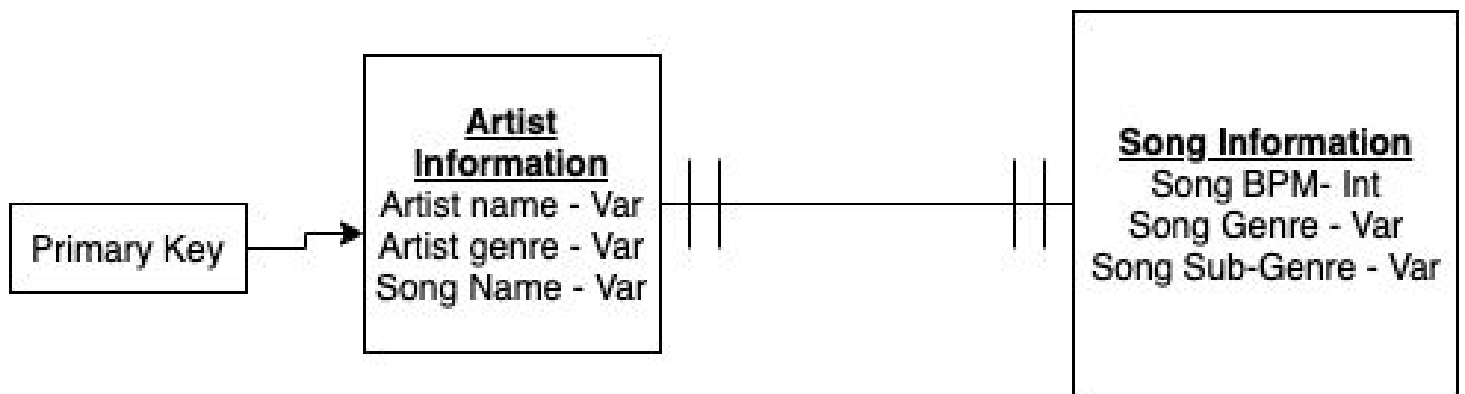 Primary Key
Artist
Information
Artist name - Var
Artist genre - Var
Song Name - Var
Song Information
Song BPM- Int
Song Genre - Var
Song Sub-Genre - Var